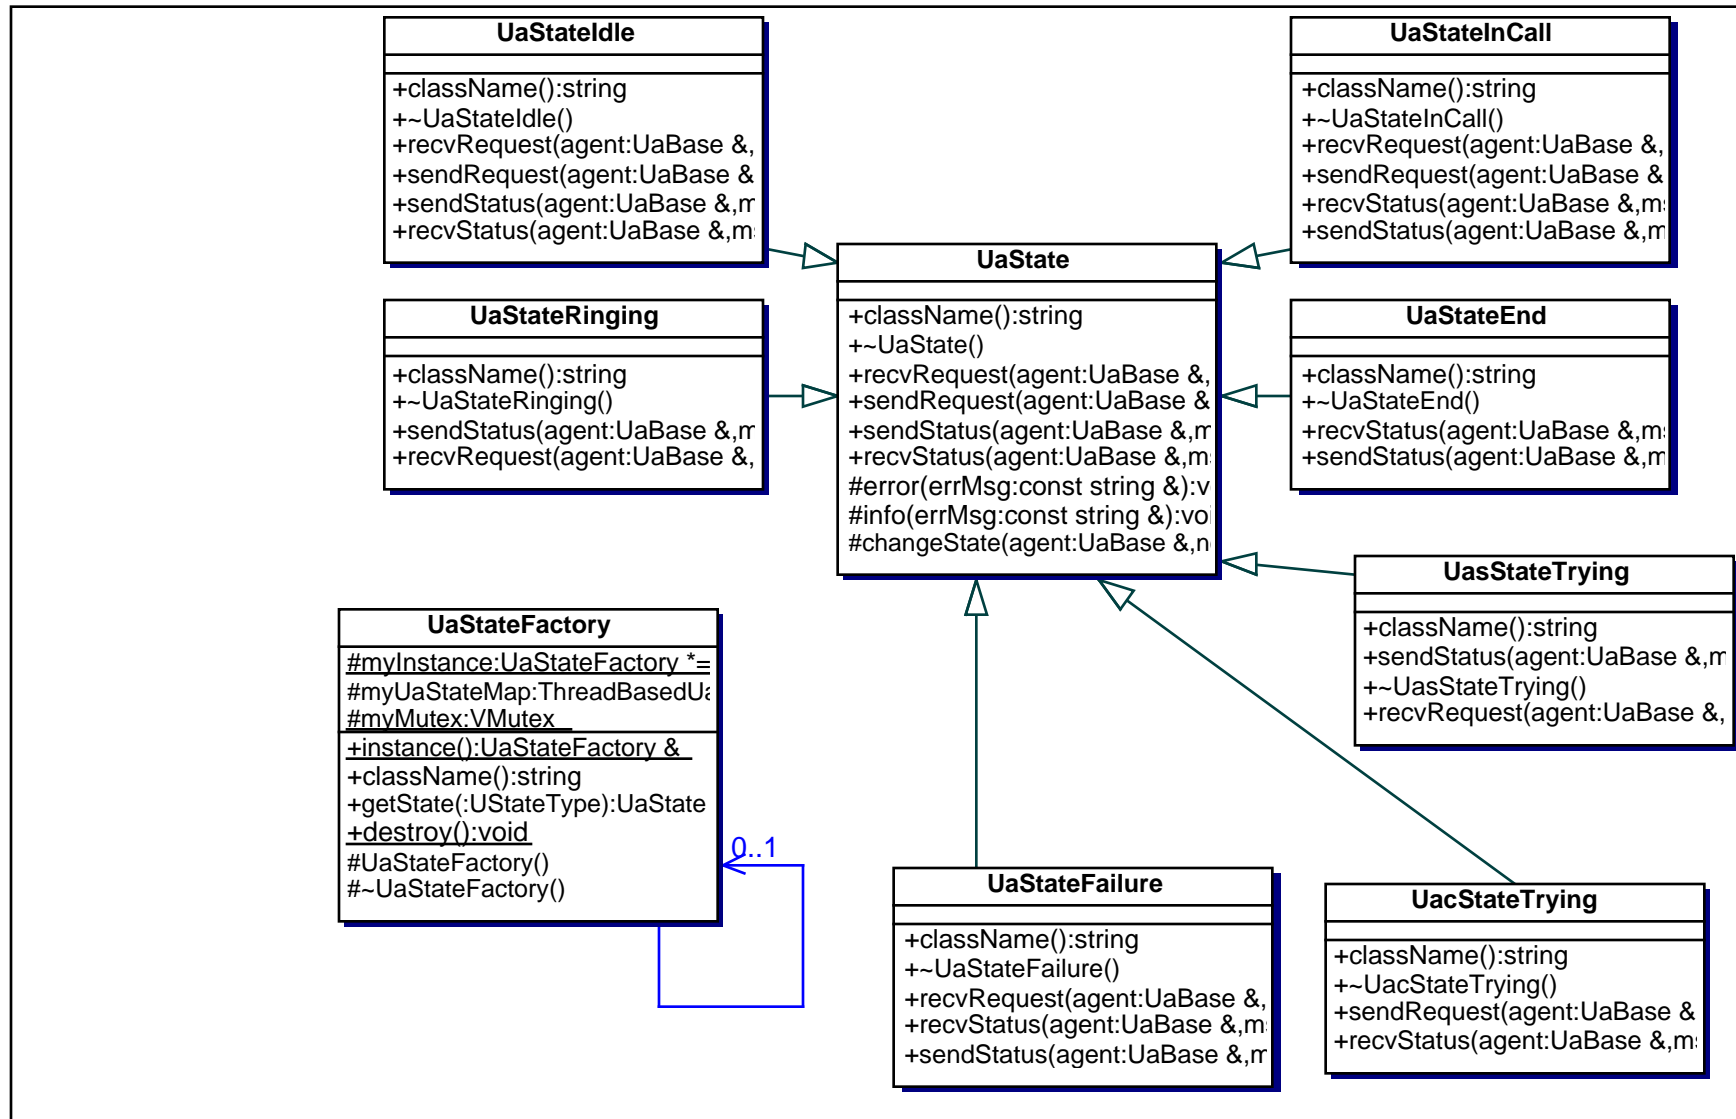 UaStateIdle
+className():string
+~UaStateIdle()
+recvRequest(agent:UaBase &,
+sendRequest(agent:UaBase &
+sendStatus(agent:UaBase &,m
+recvStatus(agent:UaBase &,m
UaStateInCall
+className():string
+~UaStateInCall()
+recvRequest(agent:UaBase &,
+sendRequest(agent:UaBase &
+recvStatus(agent:UaBase &,m
+sendStatus(agent:UaBase &,m
UaState
+className():string
+~UaState()
+recvRequest(agent:UaBase &,
+sendRequest(agent:UaBase &
+sendStatus(agent:UaBase &,m
+recvStatus(agent:UaBase &,m
#error(errMsg:const string &):v
#info(errMsg:const string &):voi
#changeState(agent:UaBase &,n
UaStateRinging
+className():string
+~UaStateRinging()
+sendStatus(agent:UaBase &,m
+recvRequest(agent:UaBase &,
UaStateEnd
+className():string
+~UaStateEnd()
+recvStatus(agent:UaBase &,m
+sendStatus(agent:UaBase &,m
UasStateTrying
+className():string
+sendStatus(agent:UaBase &,m
+~UasStateTrying()
+recvRequest(agent:UaBase &,
UaStateFactory
#myInstance:UaStateFactory *=
#myUaStateMap:ThreadBasedUa
#myMutex:VMutex
+instance():UaStateFactory &
+className():string
+getState(:UStateType):UaState
+destroy():void
#UaStateFactory()
#~UaStateFactory()
0..1
UaStateFailure
+className():string
+~UaStateFailure()
+recvRequest(agent:UaBase &,
+recvStatus(agent:UaBase &,m
+sendStatus(agent:UaBase &,m
UacStateTrying
+className():string
+~UacStateTrying()
+sendRequest(agent:UaBase &
+recvStatus(agent:UaBase &,m